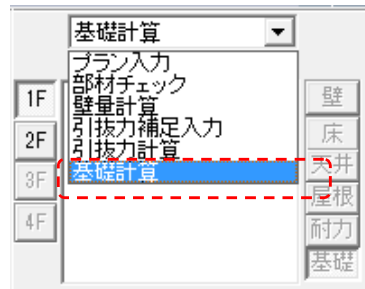 基礎計算
プラン入力
部材チェック
壁量計算
引抜力補足入力
引抜力計算
基礎計算
1F
2F
3F
4F
壁
床
天井
屋根
耐力
基礎